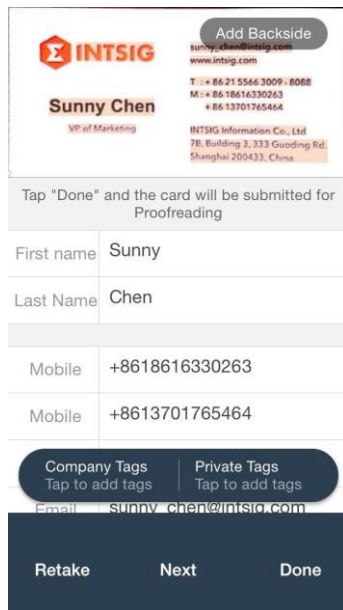 Add Backside
INTSIG
sunny_chen@intsig.com
www.intsig.com
T : + 86 21 5566 3009 - 8088
M : + 86 18616330263
+ 86 13701765464
Sunny Chen
VP of Marketing
INTSIG Information Co., Ltd
7B, Building 3, 333 Guoding Rd.
Shanghai 200433, China
Tap "Done" and the card will be submitted for
Proofreading
First name Sunny
Last Name Chen
Mobile +8618616330263
Mobile +8613701765464
Company Tags Private Tags
Tap to add tags Tap to add tags
Email sunny_chen@intsig.com
Retake Next Done